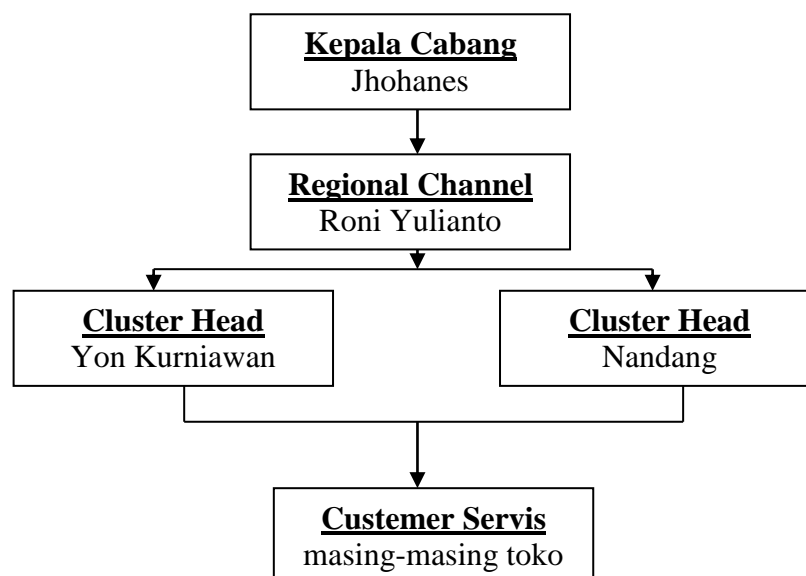 Kepala Cabang
Jhohanes
Regional Channel
Roni Yulianto
Cluster Head
Yon Kurniawan
Cluster Head
Nandang
Custemer Servis
masing-masing toko